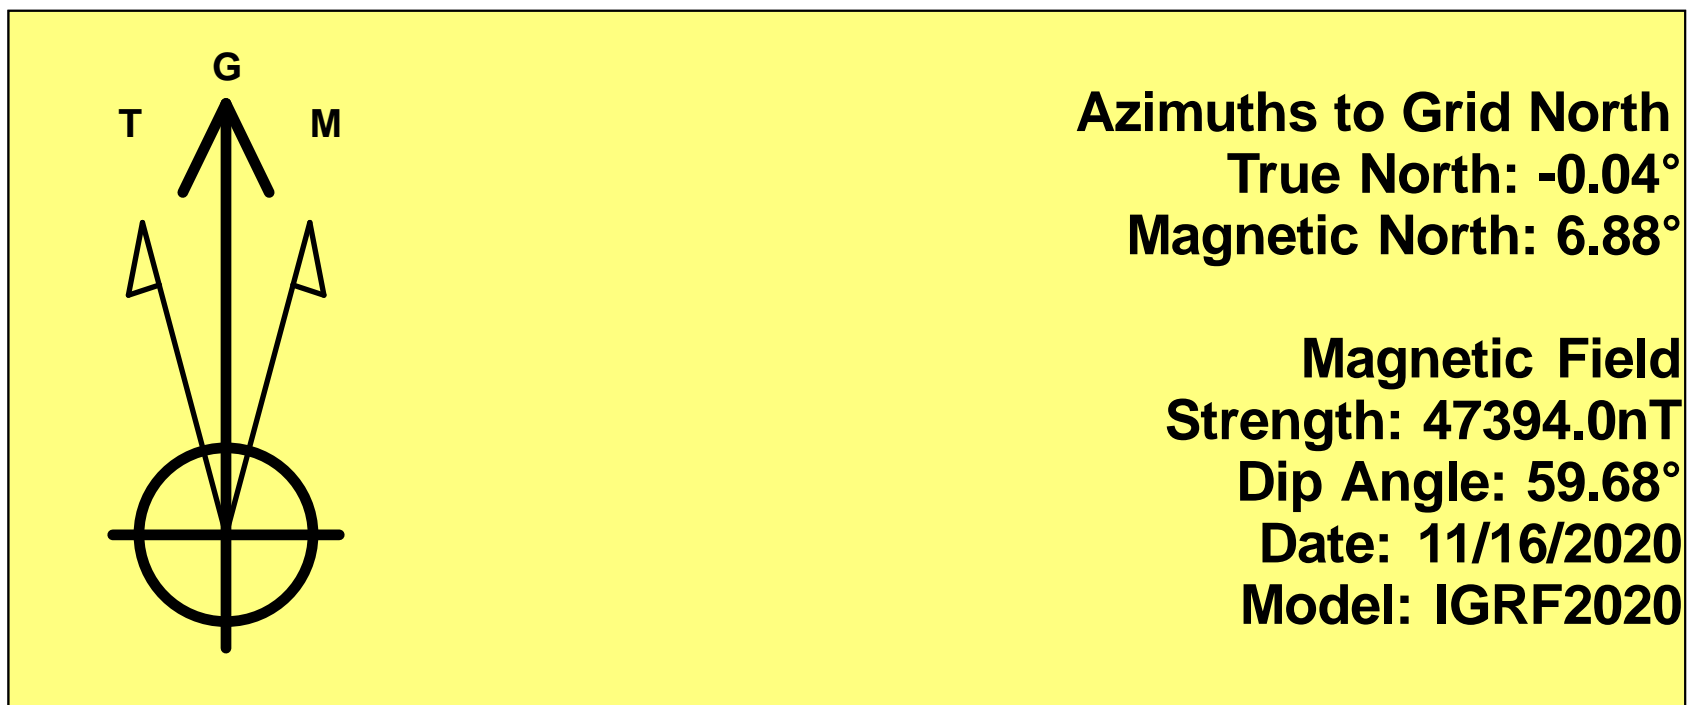 G
T M
Azimuths to Grid North
True North: -0.04°
Magnetic North: 6.88°
Magnetic Field
Strength: 47394.0nT
Dip Angle: 59.68°
Date: 11/16/2020
Model: IGRF2020